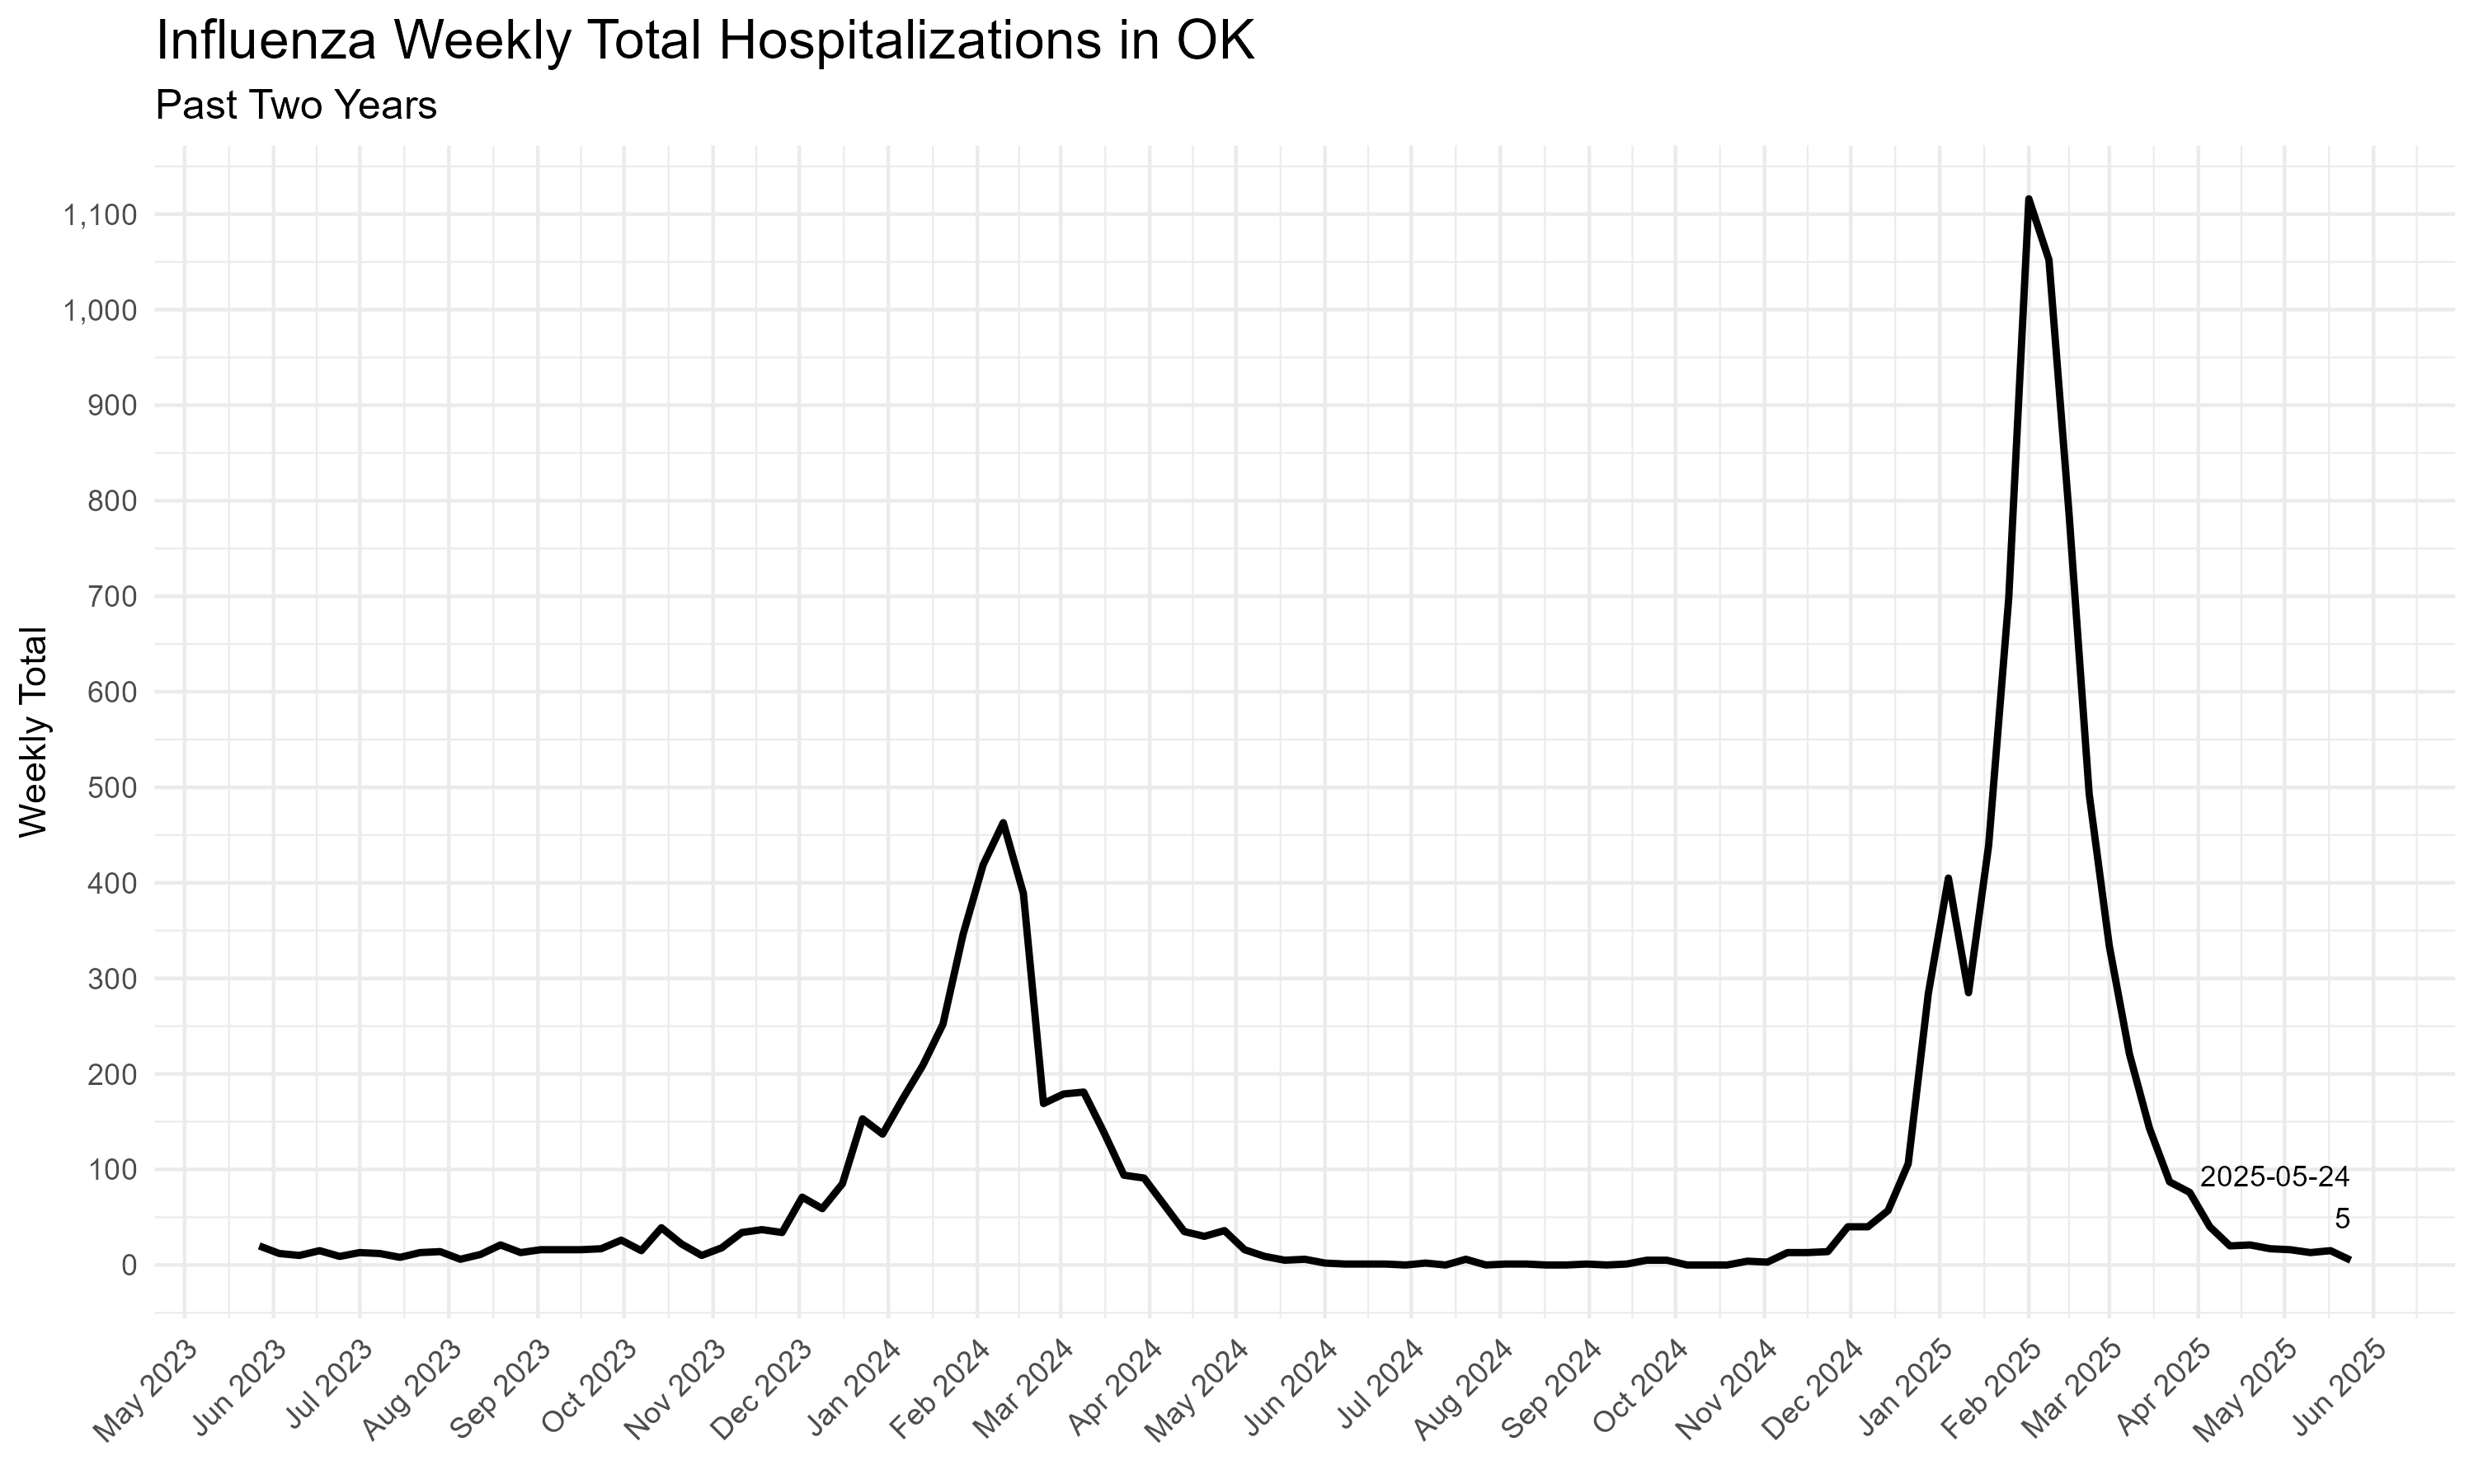 Influenza Weekly Total Hospitalizations in OK
Past Two Years
Weekly Total
1,100
1,000
900
800
700
600
500
400
300
200
100
0
2025-05-24
5
May 2023
Jun 2023
Jul 2023
Aug 2023
Sep 2023
Oct 2023
Nov 2023
Dec 2023
Jan 2024
Feb 2024
Mar 2024
Apr 2024
May 2024
Jun 2024
Jul 2024
Aug 2024
Sep 2024
Oct 2024
Nov 2024
Dec 2024
Jan 2025
Feb 2025
Mar 2025
Apr 2025
May 2025
Jun 2025